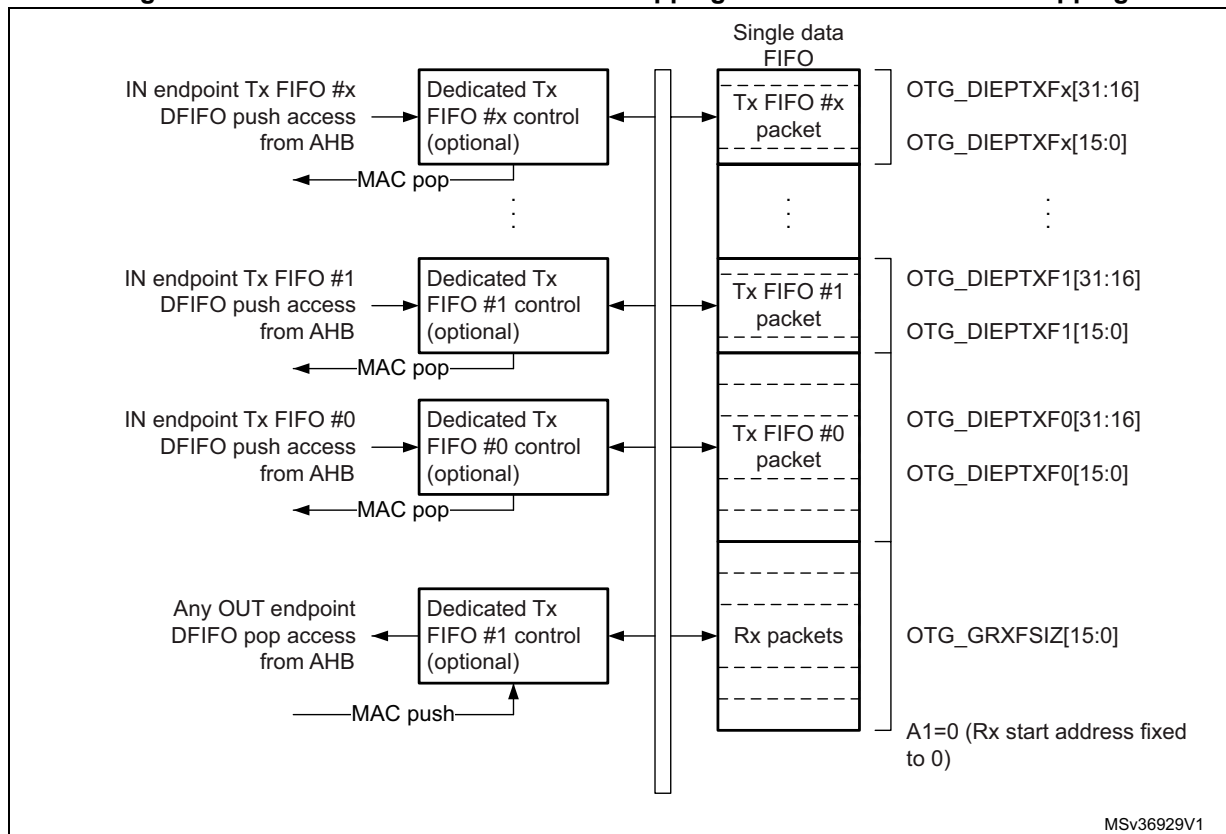 Single data
FIFO
IN endpoint Tx FIFO #x
DFIFO push access
from AHB
Dedicated Tx
FIFO #x control
(optional)
MAC pop
Tx FIFO #x
packet
OTG_DIEPTXFx[31:16]
OTG_DIEPTXFx[15:0]
IN endpoint Tx FIFO #1
DFIFO push access
from AHB
Dedicated Tx
FIFO #1 control
(optional)
MAC pop
Tx FIFO #1
packet
OTG_DIEPTXF1[31:16]
OTG_DIEPTXF1[15:0]
IN endpoint Tx FIFO #0
DFIFO push access
from AHB
Dedicated Tx
FIFO #0 control
(optional)
MAC pop
Tx FIFO #0
packet
OTG_DIEPTXF0[31:16]
OTG_DIEPTXF0[15:0]
Any OUT endpoint
DFIFO pop access
from AHB
Dedicated Tx
FIFO #1 control
(optional)
MAC push
Rx packets
OTG_GRXFSIZ[15:0]
A1=0 (Rx start address fixed
to 0)
MSv36929V1